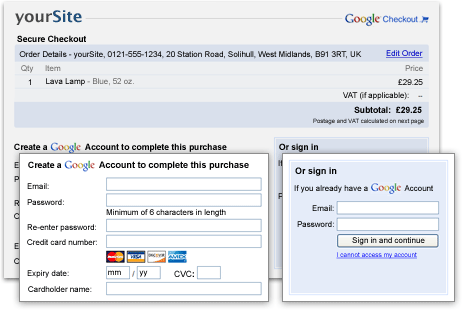 yourSite
Google Checkout
Secure Checkout
Order Details - yourSite, 0121-555-1234, 20 Station Road, Solihull, West Midlands, B91 3RT, UK Edit Order
Qty Item Price
1 Lava Lamp - Blue, 52 oz. £29.25
VAT (if applicable): --
Subtotal: £29.25
Postage and VAT calculated on next page
Create a Google Account to complete this purchase
Or sign in
Create a Google Account to complete this purchase
Email:
Password:
Minimum of 6 characters in length
Re-enter password:
Credit card number:
MasterCard VISA DISCOVER AMEX
Expiry date: mm / yy CVC:
Cardholder name:
Or sign in
If you already have a Google Account
Email:
Password:
Sign in and continue
I cannot access my account